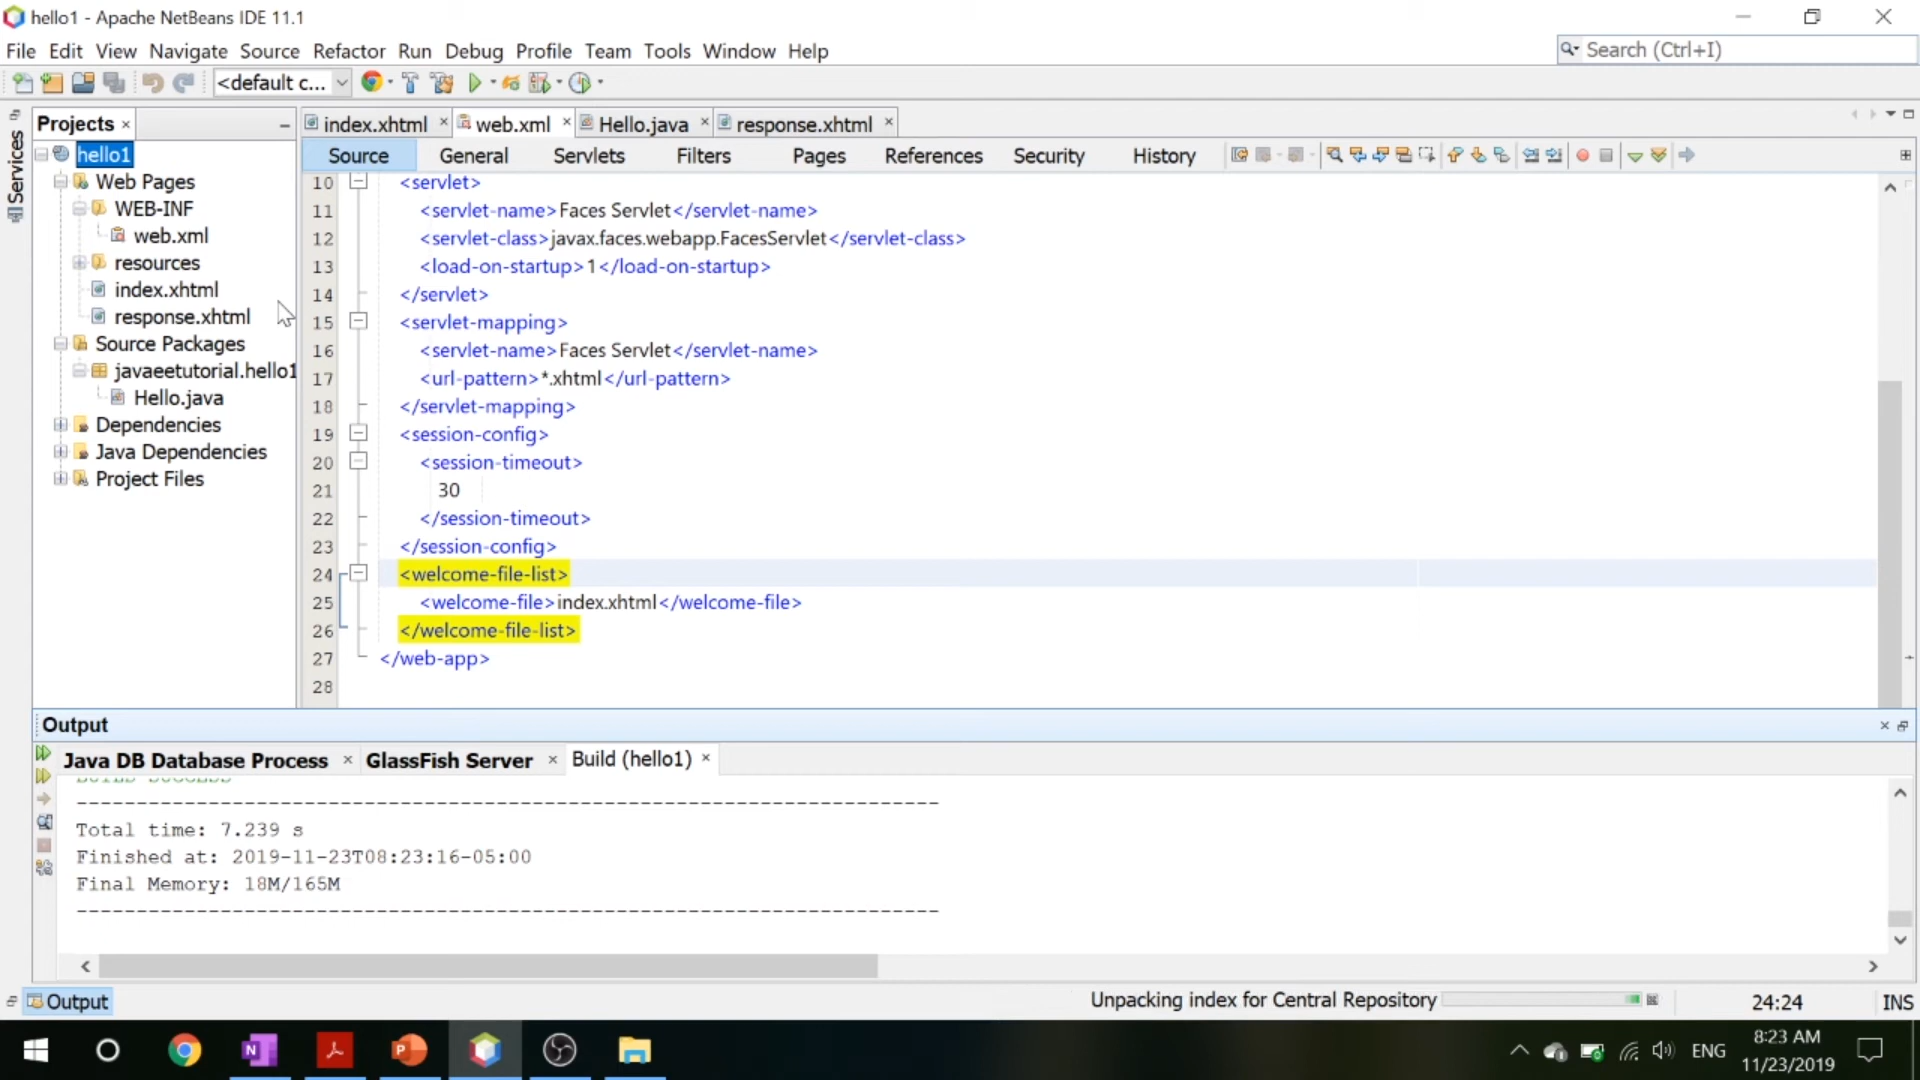 hello1 - Apache NetBeans IDE 11.1
File Edit View Navigate Source Refactor Run Debug Profile Team Tools Window Help
Search (Ctrl+I)
<default c...
Services
Projects
index.xhtml
web.xml
Hello.java
response.xhtml
hello1
Web Pages
WEB-INF
web.xml
resources
index.xhtml
response.xhtml
Source Packages
javaeetutorial.hello1
Hello.java
Dependencies
Java Dependencies
Project Files
Source General Servlets Filters Pages References Security History
10 <servlet>
11 <servlet-name>Faces Servlet</servlet-name>
12 <servlet-class>javax.faces.webapp.FacesServlet</servlet-class>
13 <load-on-startup>1</load-on-startup>
14 </servlet>
15 <servlet-mapping>
16 <servlet-name>Faces Servlet</servlet-name>
17 <url-pattern>*.xhtml</url-pattern>
18 </servlet-mapping>
19 <session-config>
20 <session-timeout>
21 30
22 </session-timeout>
23 </session-config>
24 <welcome-file-list>
25 <welcome-file>index.xhtml</welcome-file>
26 </welcome-file-list>
27 </web-app>
28
Output
Java DB Database Process
GlassFish Server
Build (hello1)
BUILD SUCCESS
------------------------------------------------------------------------
Total time: 7.239 s
Finished at: 2019-11-23T08:23:16-05:00
Final Memory: 18M/165M
------------------------------------------------------------------------
Output
Unpacking index for Central Repository
24:24
INS
ENG
8:23 AM
11/23/2019